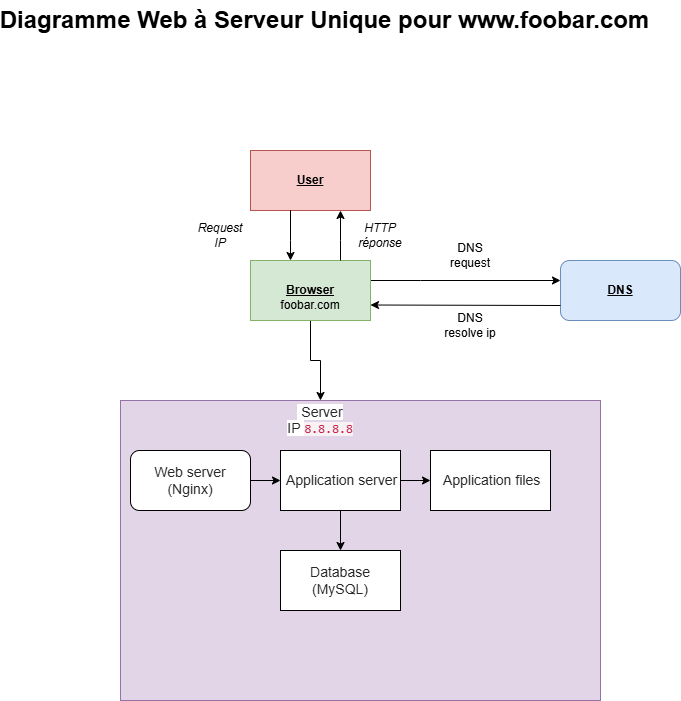 Diagramme Web à Serveur Unique pour www.foobar.com
User
Request
IP
HTTP
réponse
DNS
request
Browser
foobar.com
DNS
DNS
resolve ip
Server
IP 8.8.8.8
Web server
(Nginx)
Application server
Application files
Database
(MySQL)